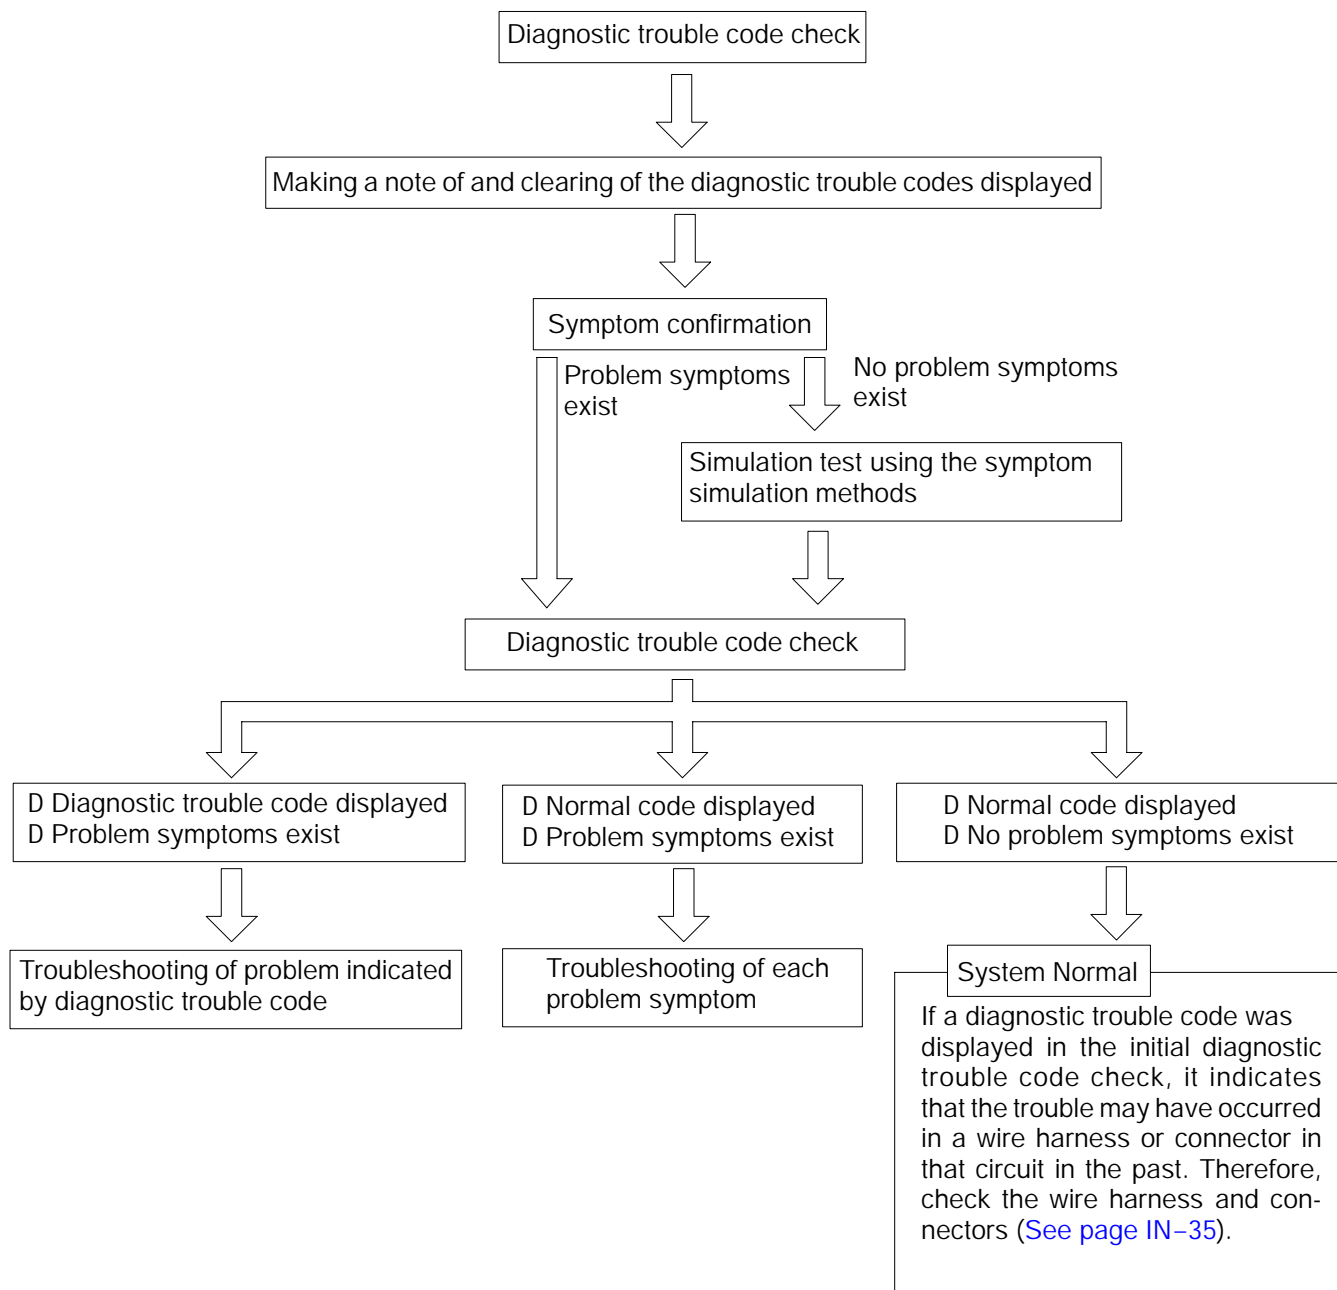 Diagnostic trouble code check
Making a note of and clearing of the diagnostic trouble codes displayed
Symptom confirmation
Problem symptoms
exist
No problem symptoms
exist
Simulation test using the symptom
simulation methods
Diagnostic trouble code check
D Diagnostic trouble code displayed
D Problem symptoms exist
D Normal code displayed
D Problem symptoms exist
D Normal code displayed
D No problem symptoms exist
Troubleshooting of problem indicated
by diagnostic trouble code
Troubleshooting of each
problem symptom
System Normal
If a diagnostic trouble code was
displayed in the initial diagnostic
trouble code check, it indicates
that the trouble may have occurred
in a wire harness or connector in
that circuit in the past. Therefore,
check the wire harness and con-
nectors (See page IN–35).